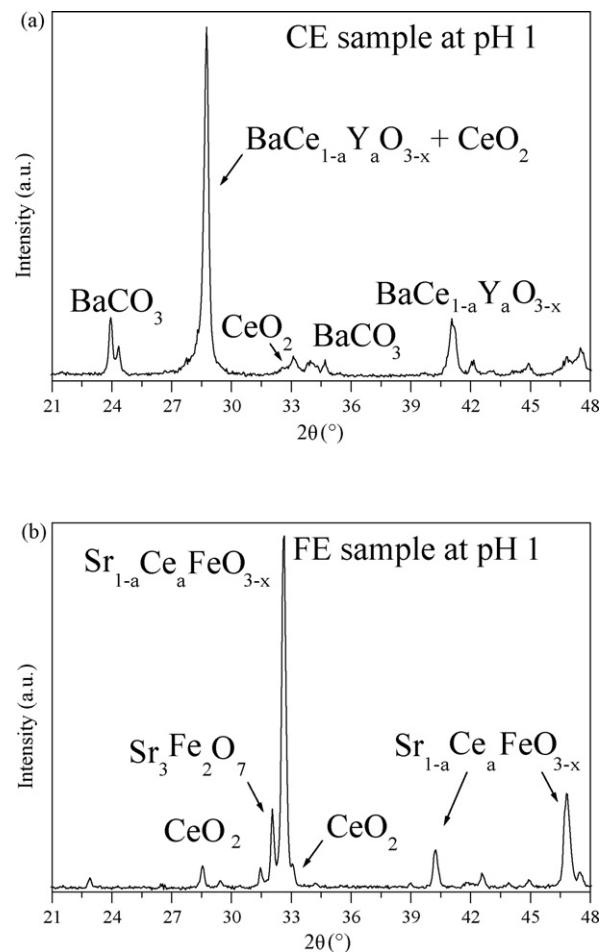 (a)
CE sample at pH 1
BaCe₁₋ₐYₐO₃₋ₓ + CeO₂
BaCO₃
CeO₂
BaCO₃
BaCe₁₋ₐYₐO₃₋ₓ
Intensity (a.u.)
21 24 27 30 33 36 39 42 45 48
2θ (°)
(b)
FE sample at pH 1
Sr₁₋ₐCeₐFeO₃₋ₓ
Sr₃Fe₂O₇
CeO₂
CeO₂
Sr₁₋ₐCeₐFeO₃₋ₓ
Intensity (a.u.)
21 24 27 30 33 36 39 42 45 48
2θ (°)